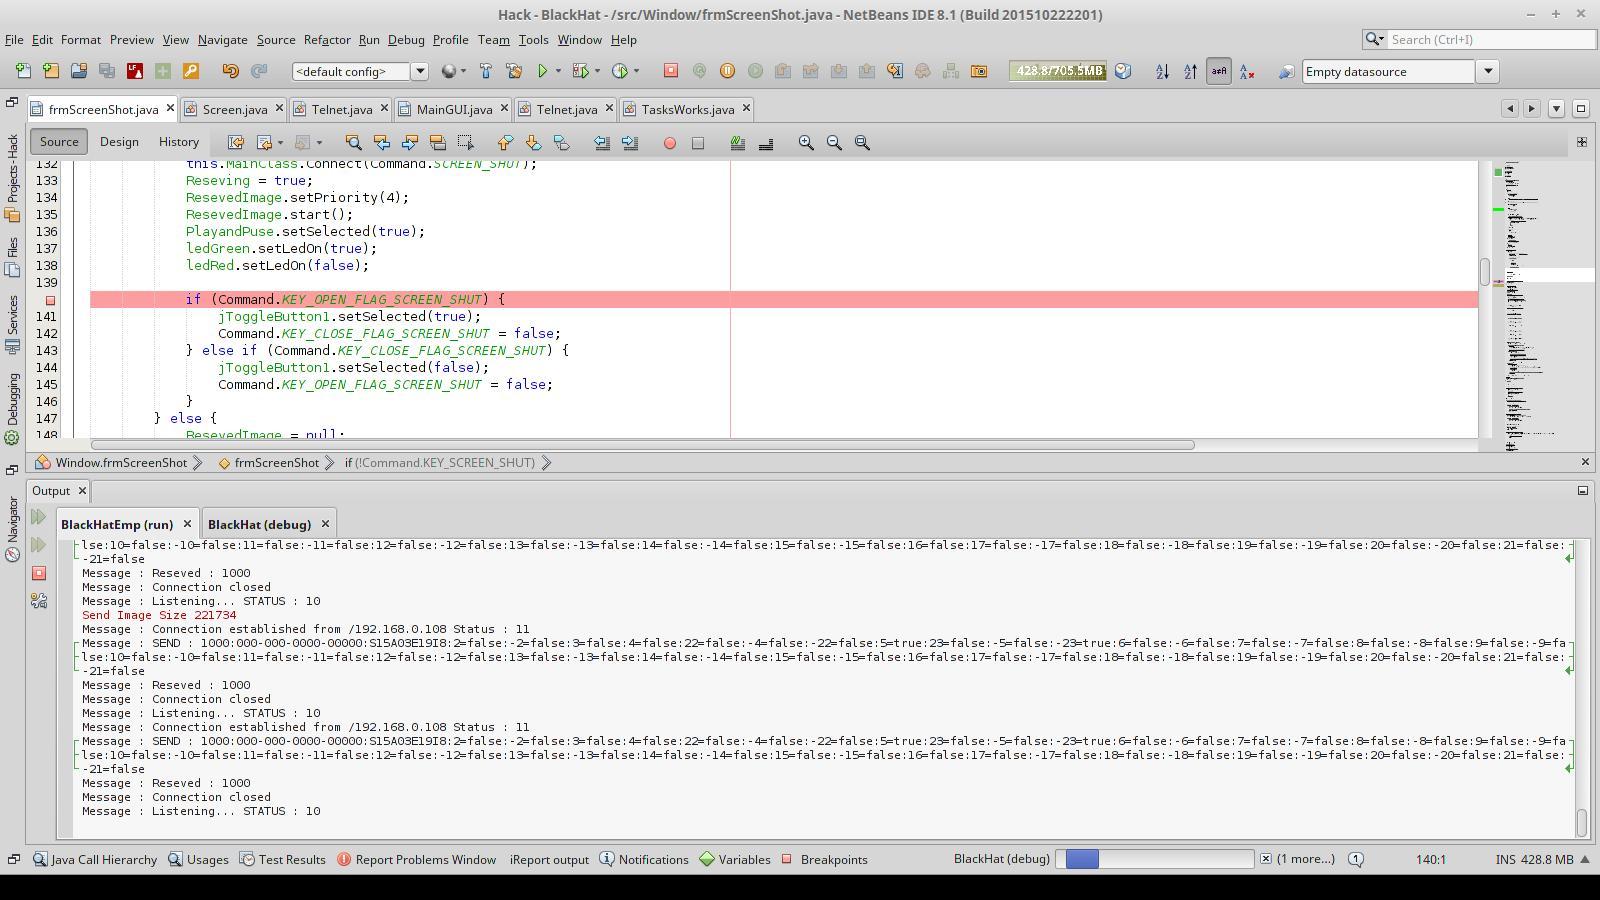 Hack - BlackHat - /src/Window/frmScreenShot.java - NetBeans IDE 8.1 (Build 201510222201)
File Edit Format Preview View Navigate Source Refactor Run Debug Profile Team Tools Window Help
Search (Ctrl+I)
<default config>
428.8/705.5MB
Empty datasource
frmScreenShot.java Screen.java Telnet.java MainGUI.java Telnet.java TasksWorks.java
Source Design History
Projects - Hack
Files
Services
Debugging
Navigator
132 this.MainClass.Connect(Command.SCREEN_SHUT);
133 Reseving = true;
134 ResevedImage.setPriority(4);
135 ResevedImage.start();
136 PlayandPuse.setSelected(true);
137 ledGreen.setLedOn(true);
138 ledRed.setLedOn(false);
139
if (Command.KEY_OPEN_FLAG_SCREEN_SHUT) {
141 jToggleButton1.setSelected(true);
142 Command.KEY_CLOSE_FLAG_SCREEN_SHUT = false;
143 } else if (Command.KEY_CLOSE_FLAG_SCREEN_SHUT) {
144 jToggleButton1.setSelected(false);
145 Command.KEY_OPEN_FLAG_SCREEN_SHUT = false;
146 }
147 } else {
148 ResevedImage = null;
Window.frmScreenShot frmScreenShot if (!Command.KEY_SCREEN_SHUT)
Output
BlackHatEmp (run) BlackHat (debug)
lse:10=false:-10=false:11=false:-11=false:12=false:-12=false:13=false:-13=false:14=false:-14=false:15=false:-15=false:16=false:17=false:-17=false:18=false:-18=false:19=false:-19=false:20=false:-20=false:21=false:
-21=false
Message : Reseved : 1000
Message : Connection closed
Message : Listening... STATUS : 10
Send Image Size 221734
Message : Connection established from /192.168.0.108 Status : 11
Message : SEND : 1000:000-000-0000-00000:S15A03E19I8:2=false:-2=false:3=false:4=false:22=false:-4=false:-22=false:5=true:23=false:-5=false:-23=true:6=false:-6=false:7=false:-7=false:8=false:-8=false:9=false:-9=fa
lse:10=false:-10=false:11=false:-11=false:12=false:-12=false:13=false:-13=false:14=false:-14=false:15=false:-15=false:16=false:17=false:-17=false:18=false:-18=false:19=false:-19=false:20=false:-20=false:21=false:
-21=false
Message : Reseved : 1000
Message : Connection closed
Message : Listening... STATUS : 10
Message : Connection established from /192.168.0.108 Status : 11
Message : SEND : 1000:000-000-0000-00000:S15A03E19I8:2=false:-2=false:3=false:4=false:22=false:-4=false:-22=false:5=true:23=false:-5=false:-23=true:6=false:-6=false:7=false:-7=false:8=false:-8=false:9=false:-9=fa
lse:10=false:-10=false:11=false:-11=false:12=false:-12=false:13=false:-13=false:14=false:-14=false:15=false:-15=false:16=false:17=false:-17=false:18=false:-18=false:19=false:-19=false:20=false:-20=false:21=false:
-21=false
Message : Reseved : 1000
Message : Connection closed
Message : Listening... STATUS : 10
Java Call Hierarchy Usages Test Results Report Problems Window iReport output Notifications Variables Breakpoints BlackHat (debug) (1 more...) 1 140:1 INS 428.8 MB